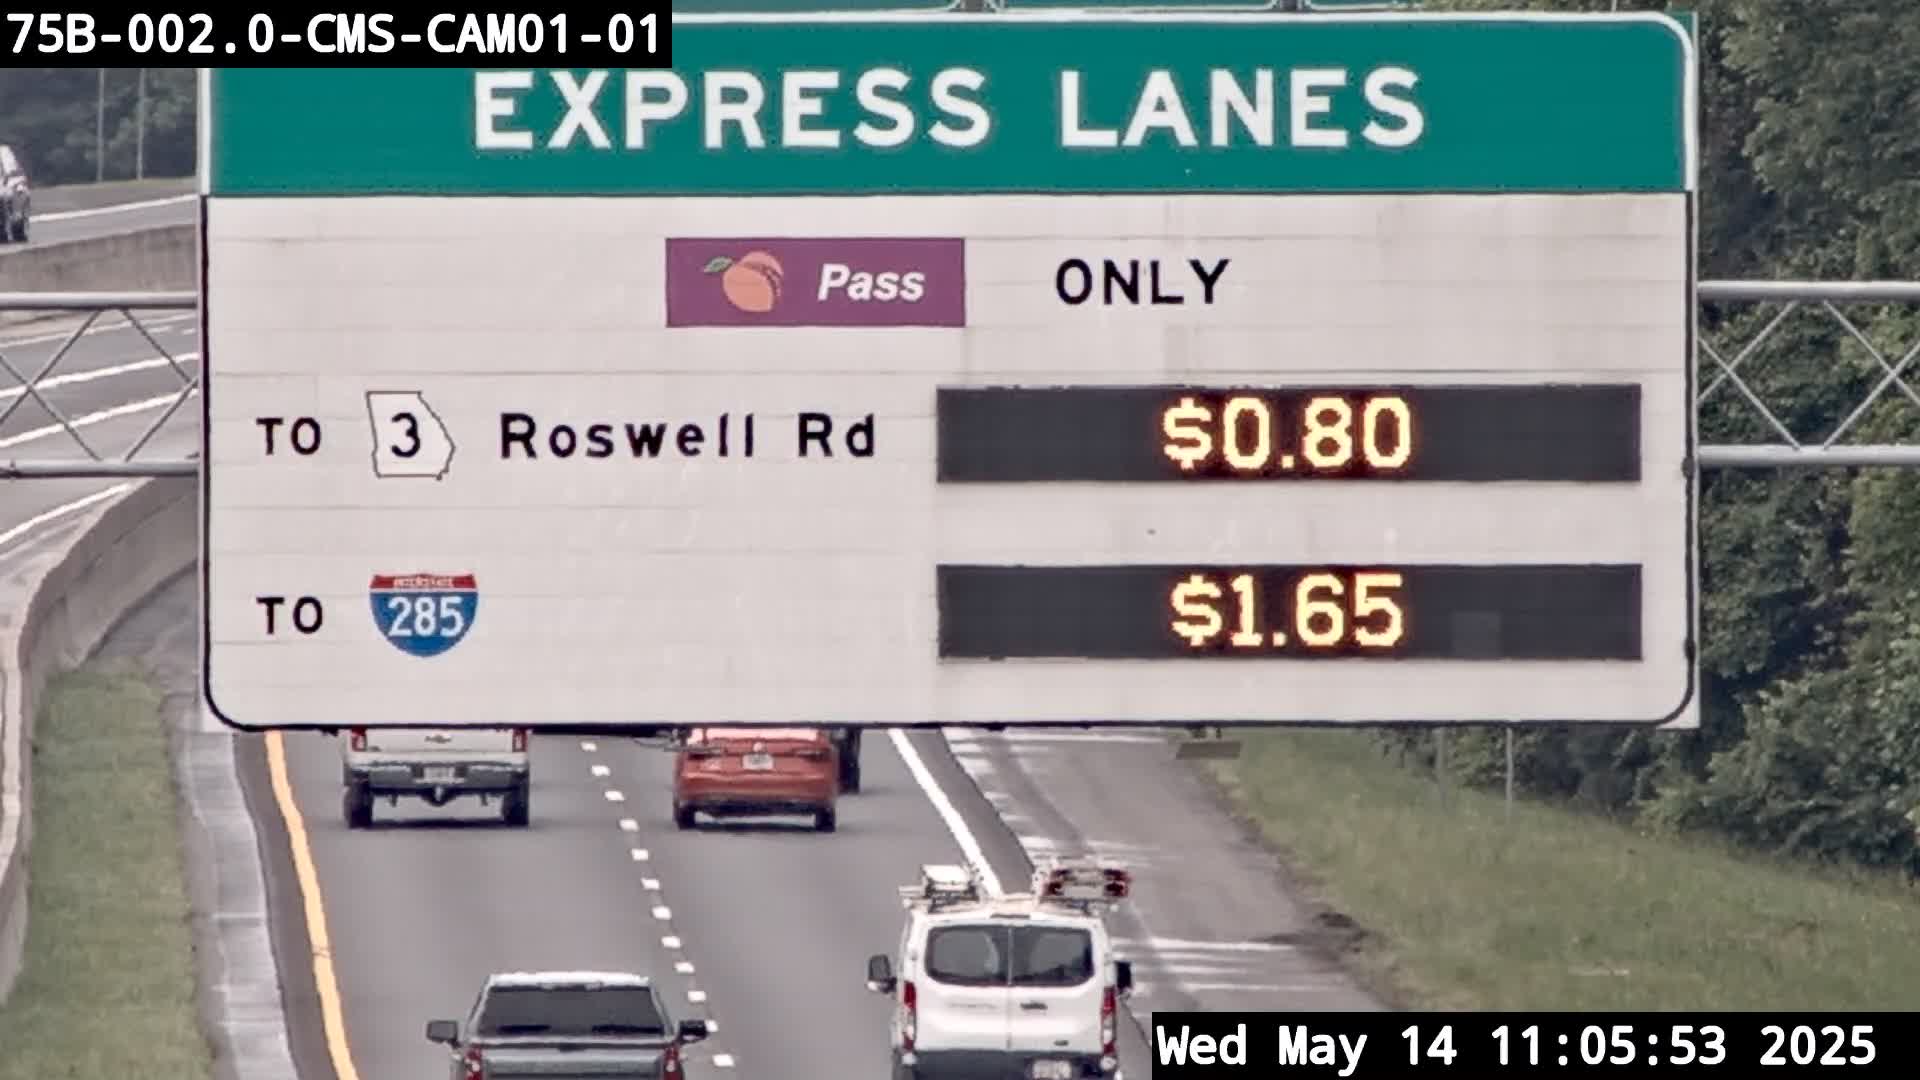 75B-002.0-CMS-CAM01-01
EXPRESS LANES
Pass ONLY
TO 3 Roswell Rd $0.80
TO INTERSTATE 285 $1.65
Wed May 14 11:05:53 2025